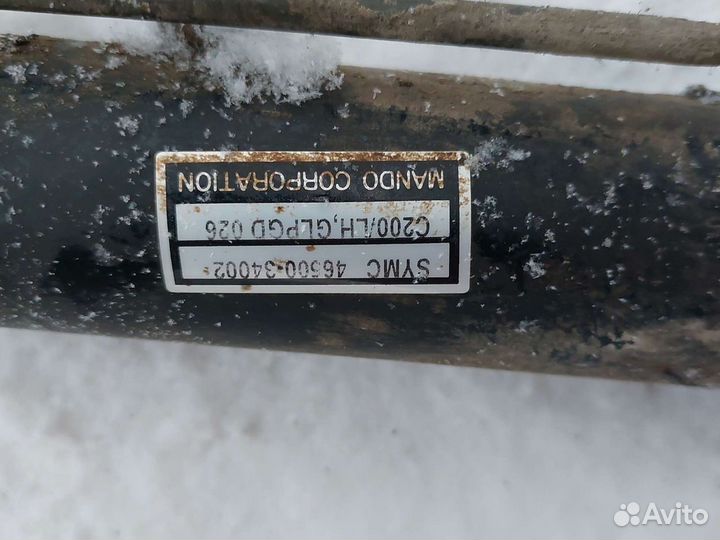 SYMC 46500-34002
C200/LH,GLPGD 026
MANDO CORPORATION
Avito